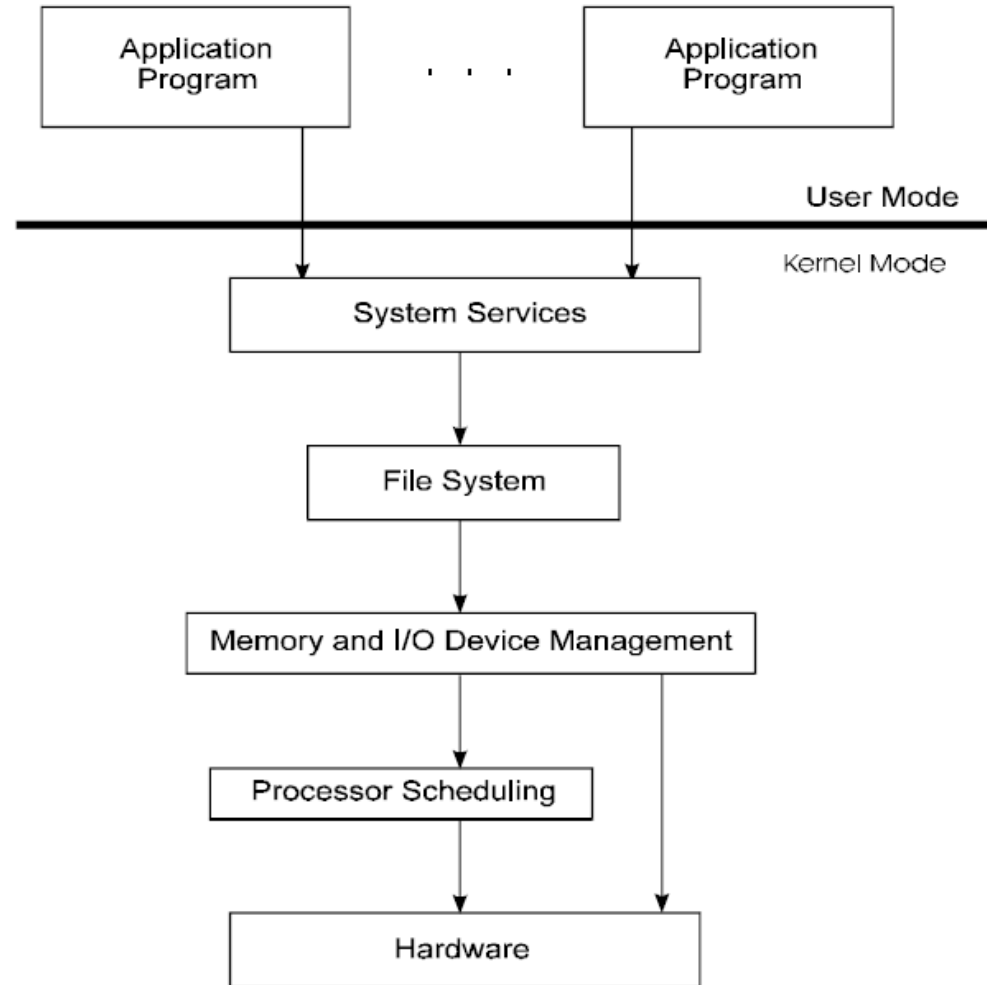 Application
Program
. . .
Application
Program
User Mode
Kernel Mode
System Services
File System
Memory and I/O Device Management
Processor Scheduling
Hardware